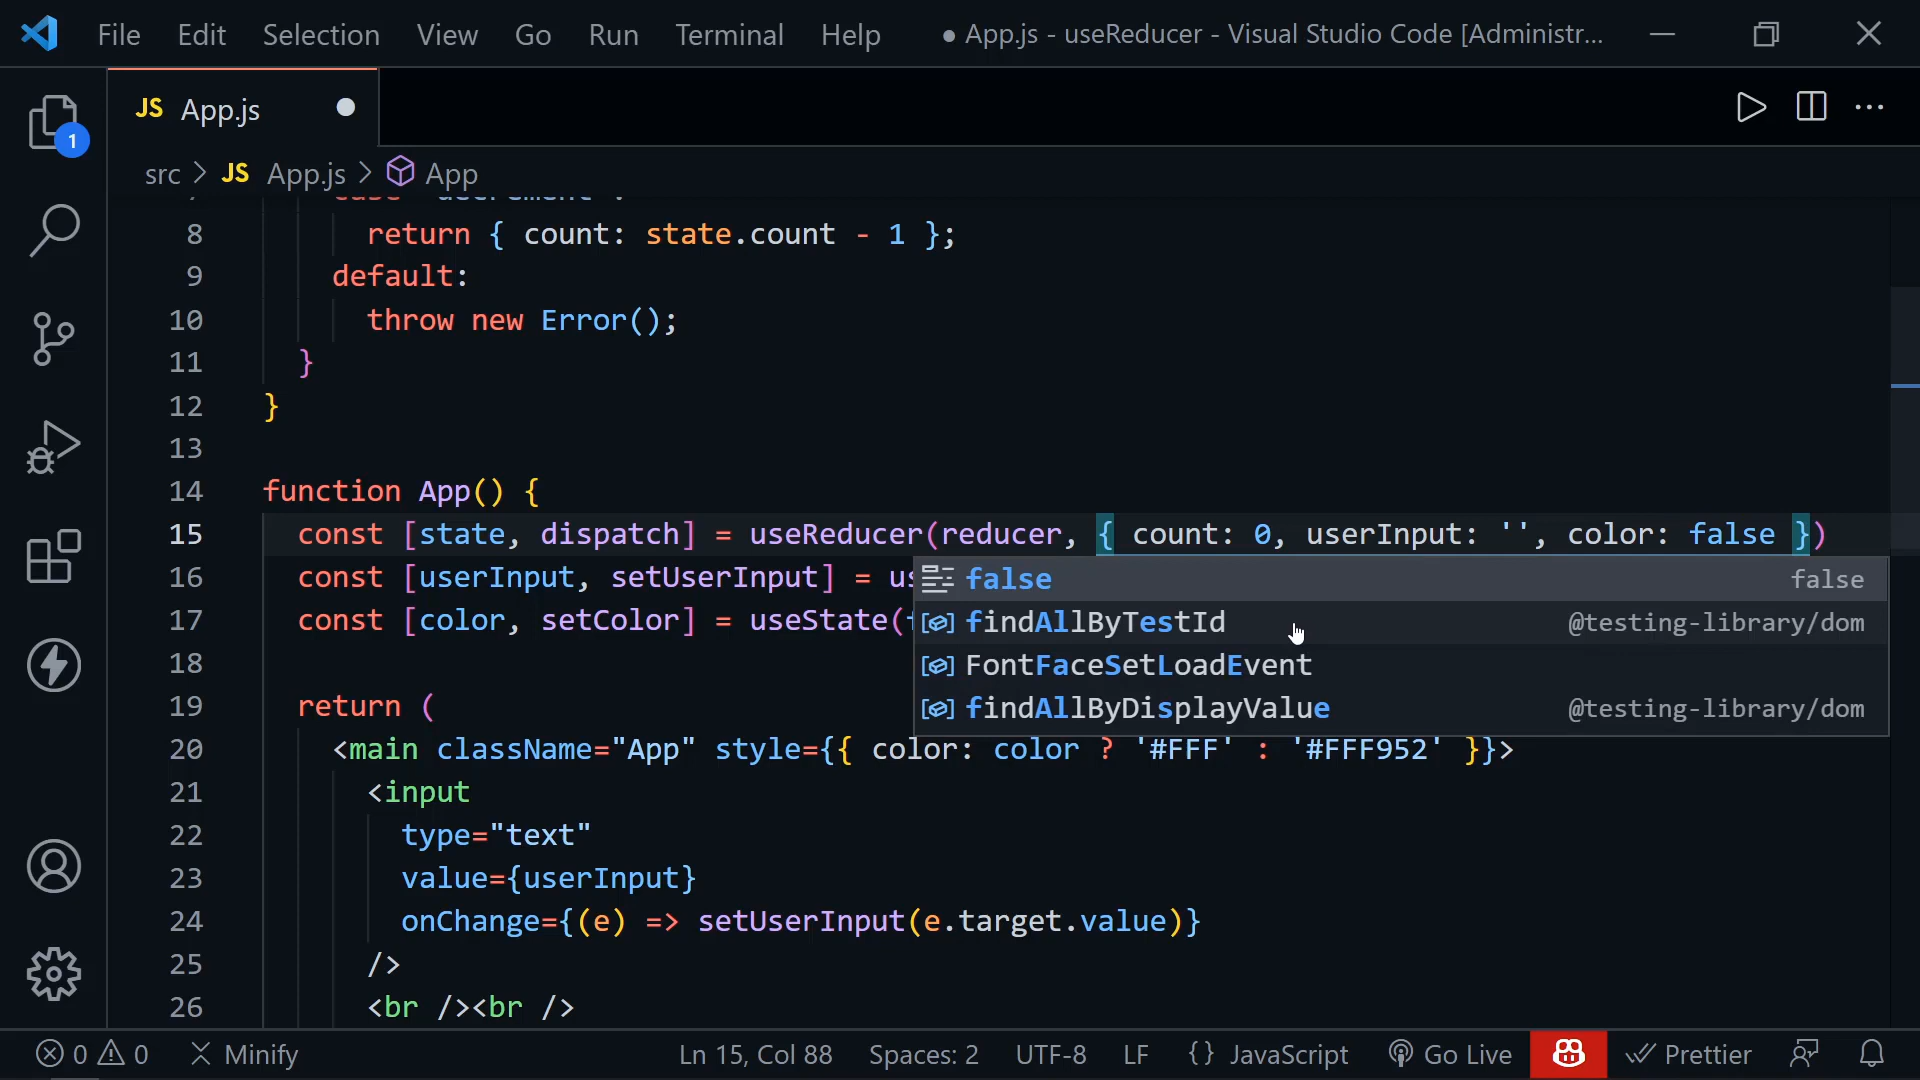 File Edit Selection View Go Run Terminal Help ● App.js - useReducer - Visual Studio Code [Administr...
JS App.js
1
src > JS App.js > App
8 return { count: state.count - 1 };
9 default:
10 throw new Error();
11 }
12 }
13
14 function App() {
15 const [state, dispatch] = useReducer(reducer, { count: 0, userInput: '', color: false })
16 const [userInput, setUserInput] = us
false false
17 const [color, setColor] = useState(
findAllByTestId @testing-library/dom
18
FontFaceSetLoadEvent
19 return (
findAllByDisplayValue @testing-library/dom
20 <main className="App" style={{ color: color ? '#FFF' : '#FFF952' }}>
21 <input
22 type="text"
23 value={userInput}
24 onChange={(e) => setUserInput(e.target.value)}
25 />
26 <br /><br />
0 0 Minify Ln 15, Col 88 Spaces: 2 UTF-8 LF {} JavaScript Go Live Prettier